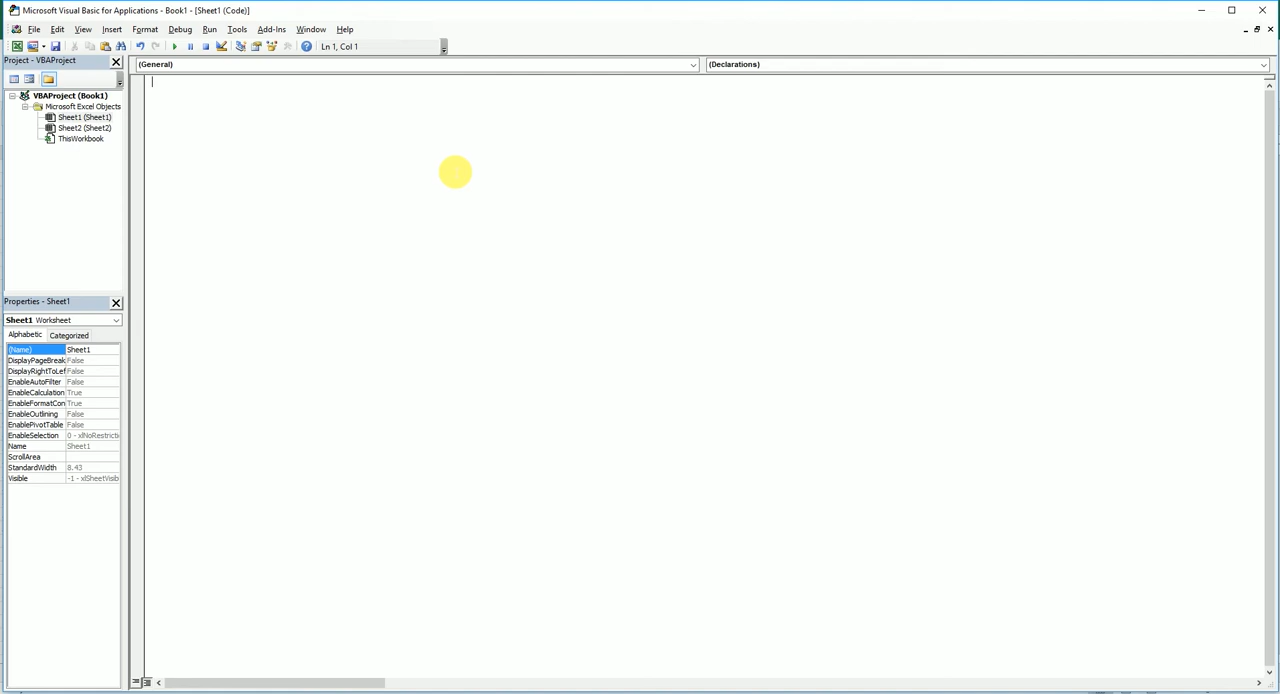 Microsoft Visual Basic for Applications - Book1 - [Sheet1 (Code)]
File Edit View Insert Format Debug Run Tools Add-Ins Window Help
Ln 1, Col 1
Project - VBAProject
(General) (Declarations)
VBAProject (Book1)
Microsoft Excel Objects
Sheet1 (Sheet1)
Sheet2 (Sheet2)
ThisWorkbook
Properties - Sheet1
Sheet1 Worksheet
Alphabetic Categorized
(Name) Sheet1
DisplayPageBreak False
DisplayRightToLef False
EnableAutoFilter False
EnableCalculation True
EnableFormatCon True
EnableOutlining False
EnablePivotTable False
EnableSelection 0 - xlNoRestricti
Name Sheet1
ScrollArea
StandardWidth 8.43
Visible -1 - xlSheetVisib